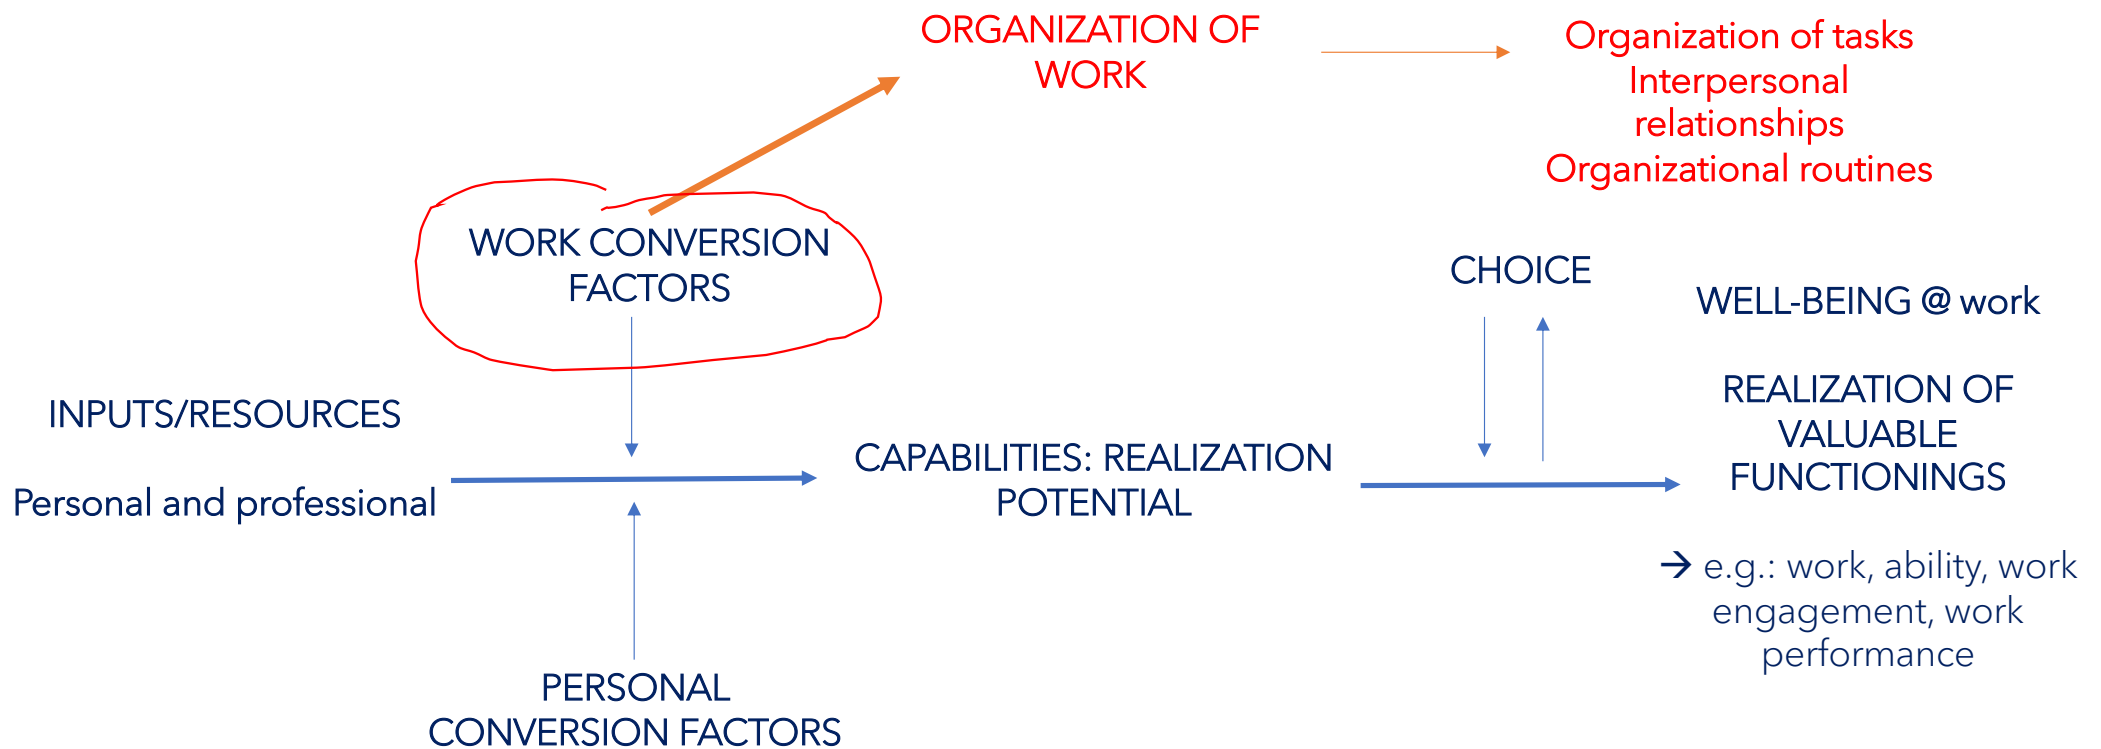 ORGANIZATION OF
WORK
Organization of tasks
Interpersonal
relationships
Organizational routines
WORK CONVERSION
FACTORS
CHOICE
WELL-BEING @ work
INPUTS/RESOURCES
Personal and professional
CAPABILITIES: REALIZATION
POTENTIAL
REALIZATION OF
VALUABLE
FUNCTIONINGS
→ e.g.: work, ability, work
engagement, work
performance
PERSONAL
CONVERSION FACTORS